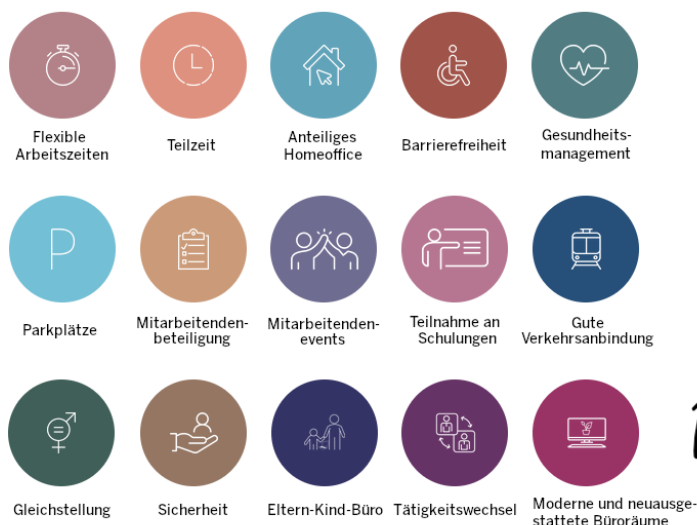 Flexible
Arbeitszeiten
Teilzeit
Anteiliges
Homeoffice
Barrierefreiheit
Gesundheits-
management
P
Parkplätze
Mitarbeitenden-
beteiligung
Mitarbeitenden-
events
Teilnahme an
Schulungen
Gute
Verkehrsanbindung
Gleichstellung
Sicherheit
Eltern-Kind-Büro
Tätigkeitswechsel
Moderne und neuausge-
stattete Büroräume